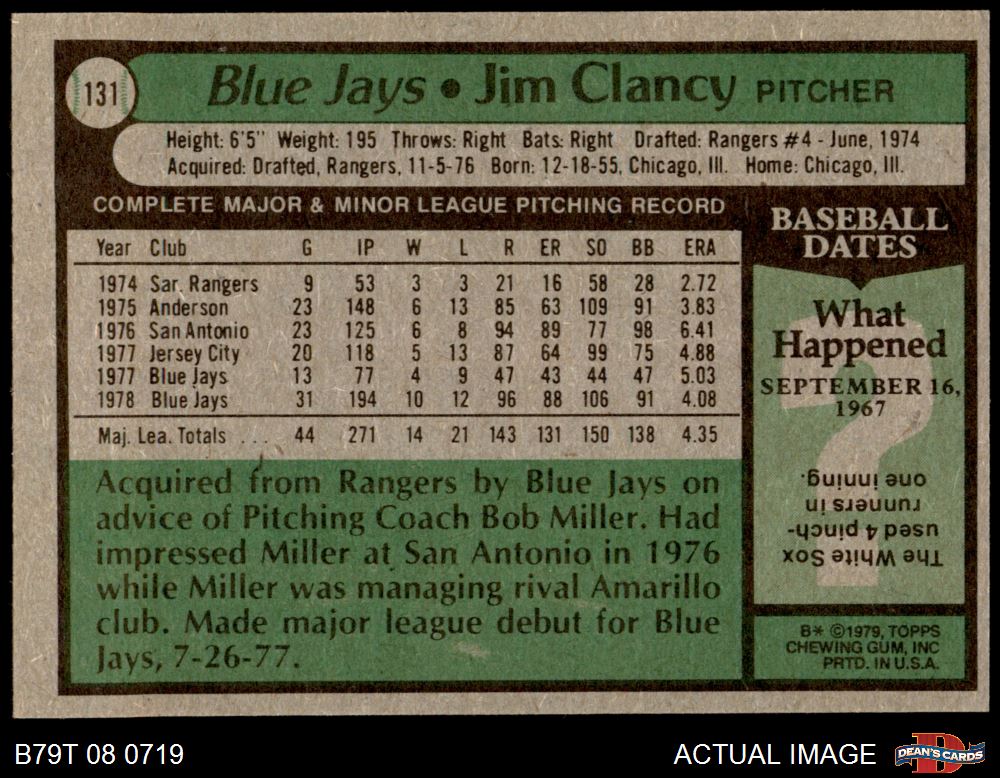 131 Blue Jays • Jim Clancy PITCHER
Height: 6'5" Weight: 195 Throws: Right Bats: Right Drafted: Rangers #4 - June, 1974
Acquired: Drafted, Rangers, 11-5-76 Born: 12-18-55, Chicago, Ill. Home: Chicago, Ill.
COMPLETE MAJOR & MINOR LEAGUE PITCHING RECORD
Year Club G IP W L R ER SO BB ERA
1974 Sar. Rangers 9 53 3 3 21 16 58 28 2.72
1975 Anderson 23 148 6 13 85 63 109 91 3.83
1976 San Antonio 23 125 6 8 94 89 77 98 6.41
1977 Jersey City 20 118 5 13 87 64 99 75 4.88
1977 Blue Jays 13 77 4 9 47 43 44 47 5.03
1978 Blue Jays 31 194 10 12 96 88 106 91 4.08
Maj. Lea. Totals ... 44 271 14 21 143 131 150 138 4.35
Acquired from Rangers by Blue Jays on
advice of Pitching Coach Bob Miller. Had
impressed Miller at San Antonio in 1976
while Miller was managing rival Amarillo
club. Made major league debut for Blue
Jays, 7-26-77.
BASEBALL
DATES
What
Happened
SEPTEMBER 16,
1967
?
The White Sox
used 4 pinch-
runners in
one inning.
B* ©1979, TOPPS
CHEWING GUM, INC
PRTD. IN U.S.A.
B79T 08 0719
ACTUAL IMAGE
DEAN'S CARDS